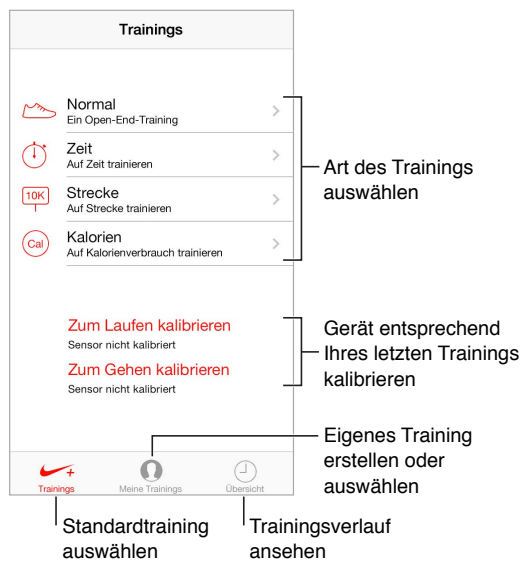 Trainings
Normal
Ein Open-End-Training
Zeit
Auf Zeit trainieren
10K
Strecke
Auf Strecke trainieren
Cal
Kalorien
Auf Kalorienverbrauch trainieren
Art des Trainings
auswählen
Zum Laufen kalibrieren
Sensor nicht kalibriert
Zum Gehen kalibrieren
Sensor nicht kalibriert
Gerät entsprechend
Ihres letzten Trainings
kalibrieren
Eigenes Training
erstellen oder
auswählen
+
Trainings
Meine Trainings
Übersicht
Standardtraining
auswählen
Trainingsverlauf
ansehen